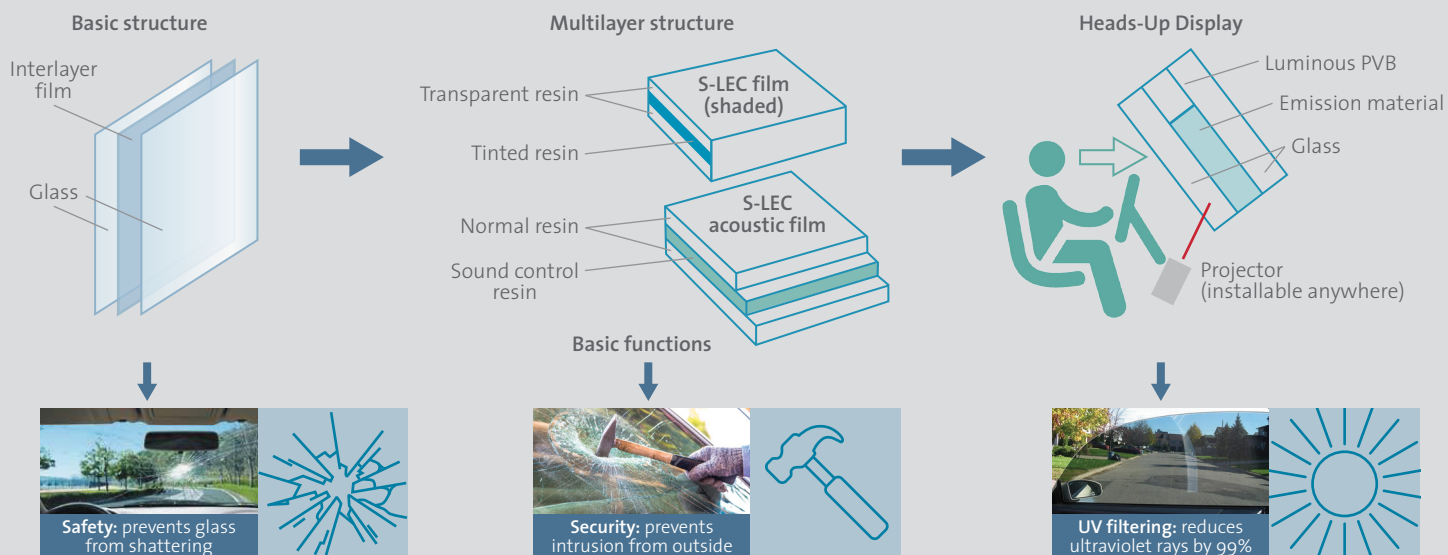 Basic structure
Interlayer
film
Glass
Multilayer structure
S-LEC film
(shaded)
Transparent resin
Tinted resin
S-LEC
acoustic film
Normal resin
Sound control
resin
Heads-Up Display
Luminous PVB
Emission material
Glass
Projector
(installable anywhere)
Basic functions
Safety: prevents glass
from shattering
Security: prevents
intrusion from outside
UV filtering: reduces
ultraviolet rays by 99%